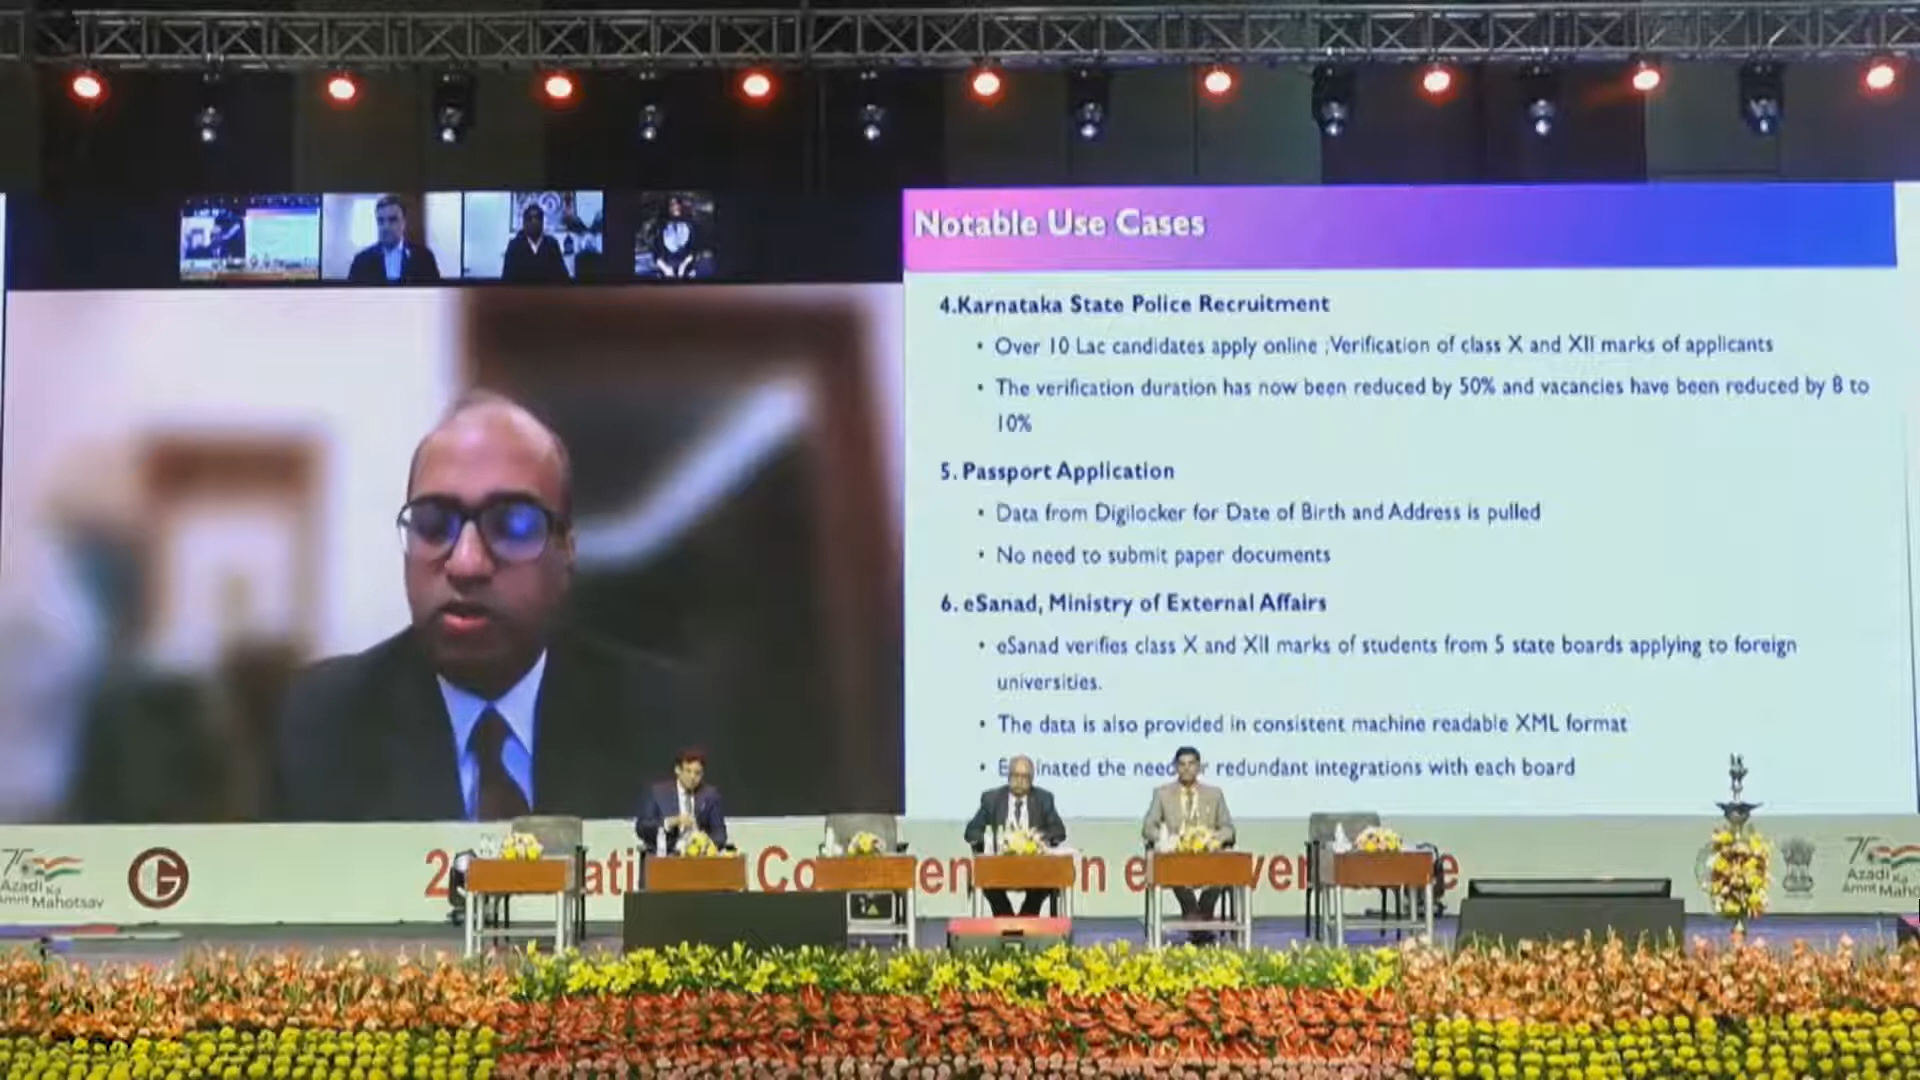 Notable Use Cases
4.Karnataka State Police Recruitment
• Over 10 Lac candidates apply online ;Verification of class X and XII marks of applicants
• The verification duration has now been reduced by 50% and vacancies have been reduced by 8 to
10%
5. Passport Application
• Data from Digilocker for Date of Birth and Address is pulled
• No need to submit paper documents
6. eSanad, Ministry of External Affairs
• eSanad verifies class X and XII marks of students from 5 state boards applying to foreign
universities.
• The data is also provided in consistent machine readable XML format
• the redundant integrations with each board
75
Azadi Ka
Amrit Mahotsav
75
Azadi Ka
Amrit